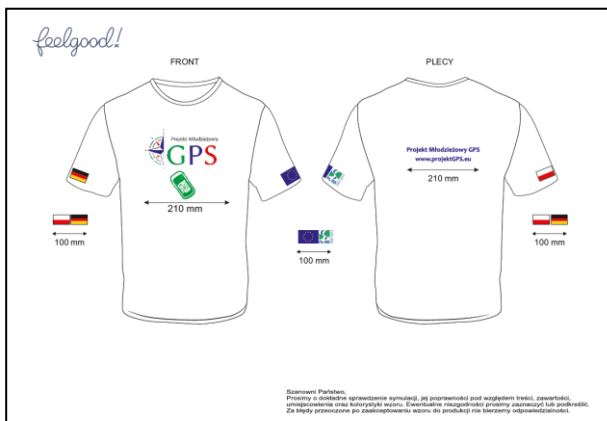 feelgood!
FRONT
PLECY
Projekt Młodzieżowy
GPS
210 mm
100 mm
100 mm
Projekt Młodzieżowy GPS
www.projektGPS.eu
210 mm
100 mm
Szanowni Państwo,
Prosimy o dokładne sprawdzenie symulacji, jej poprawności pod względem treści, zawartości,
umiejscowienia oraz kolorystyki wzoru. Ewentualne niezgodności prosimy zaznaczyć lub podkreślić.
Za błędy przeoczone po zaakceptowaniu wzoru do produkcji nie bierzemy odpowiedzialności.